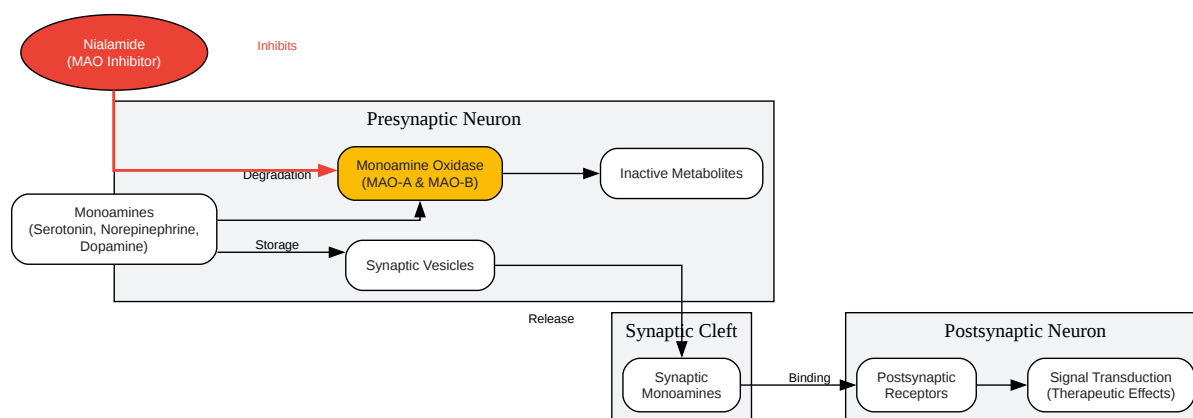 Nialamide
(MAO Inhibitor)
Inhibits
Presynaptic Neuron
Monoamine Oxidase
(MAO-A & MAO-B)
Inactive Metabolites
Degradation
Monoamines
(Serotonin, Norepinephrine,
Dopamine)
Storage
Synaptic Vesicles
Release
Synaptic Cleft
Postsynaptic Neuron
Synaptic
Monoamines
Binding
Postsynaptic
Receptors
Signal Transduction
(Therapeutic Effects)